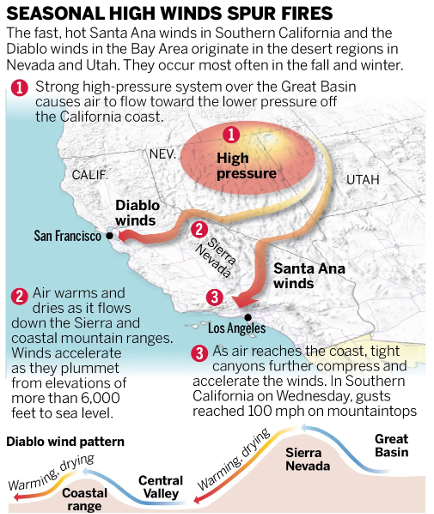 SEASONAL HIGH WINDS SPUR FIRES
The fast, hot Santa Ana winds in Southern California and the
Diablo winds in the Bay Area originate in the desert regions in
Nevada and Utah. They occur most often in the fall and winter.
1 Strong high-pressure system over the Great Basin
causes air to flow toward the lower pressure off
the California coast.
1
High
pressure
NEV.
CALIF.
UTAH
Diablo
winds
San Francisco
2
Sierra
Nevada
Santa Ana
winds
3
Los Angeles
2 Air warms and
dries as it flows
down the Sierra and
coastal mountain ranges.
Winds accelerate
as they plummet
from elevations of
more than 6,000
feet to sea level.
3 As air reaches the coast, tight
canyons further compress and
accelerate the winds. In Southern
California on Wednesday, gusts
reached 100 mph on mountaintops
Diablo wind pattern
Warming, drying
Coastal
range
Central
Valley
Warming, drying
Sierra
Nevada
Great
Basin